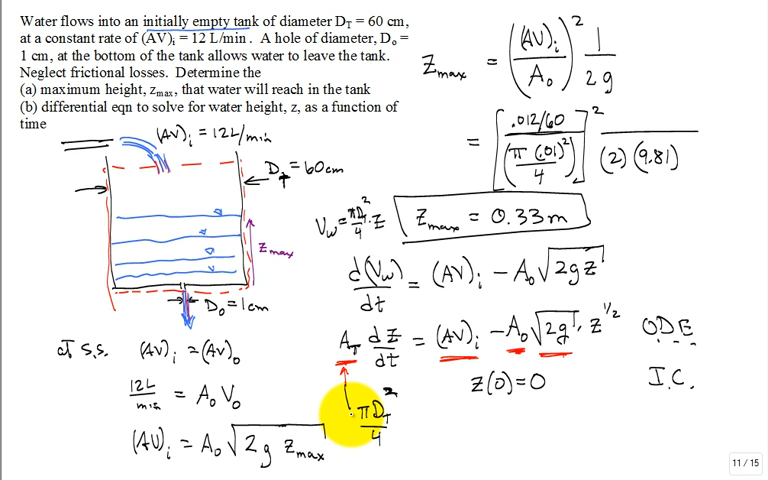 Water flows into an initially empty tank of diameter D_T = 60 cm,
at a constant rate of (AV)_i = 12 L/min. A hole of diameter, D_o =
1 cm, at the bottom of the tank allows water to leave the tank.
Neglect frictional losses. Determine the
(a) maximum height, z_max, that water will reach in the tank
(b) differential eqn to solve for water height, z, as a function of
time
(AV)_i = 12L/min
D_T = 60cm
Z_max
D_o = 1cm
at s.s. (AV)_i = (AV)_o
12L/min = A_o V_o
(AV)_i = A_o √(2g Z_max)
Z_max = ((AV)_i / A_o)^2 1/2g
= [.012/60 / (π(.01)^2/4)]^2 1/(2)(9.81)
V_w = πD_T^2/4 · Z
Z_max = 0.33m
d(V_w)/dt = (AV)_i − A_o √(2gz)
A_T dz/dt = (AV)_i − A_o √(2g) · z^1/2 ODE
z(0) = 0 I.C.
πD_T^2/4
11 / 15